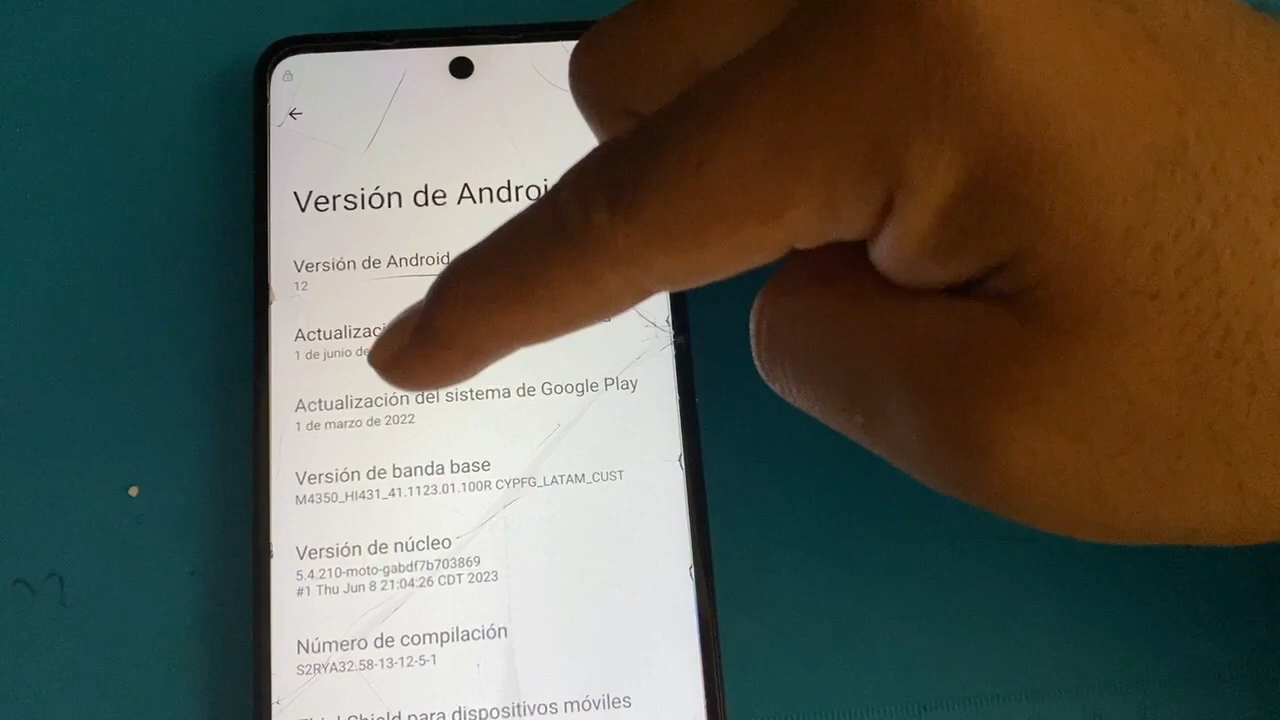 Versión de
Versión de Android
12
1 de junio
Actualización del sistema de Google Play
1 de marzo de 2022
Versión de banda base
M4350_HI431_41.1123.01.100R CYPFG_LATAM_CUST
Versión de núcleo
5.4.210-moto-gabdf7b703869
#1 Thu Jun 8 21:04:26 CDT 2023
Número de compilación
S2RYA32.58-13-12-5-1
para dispositivos móviles